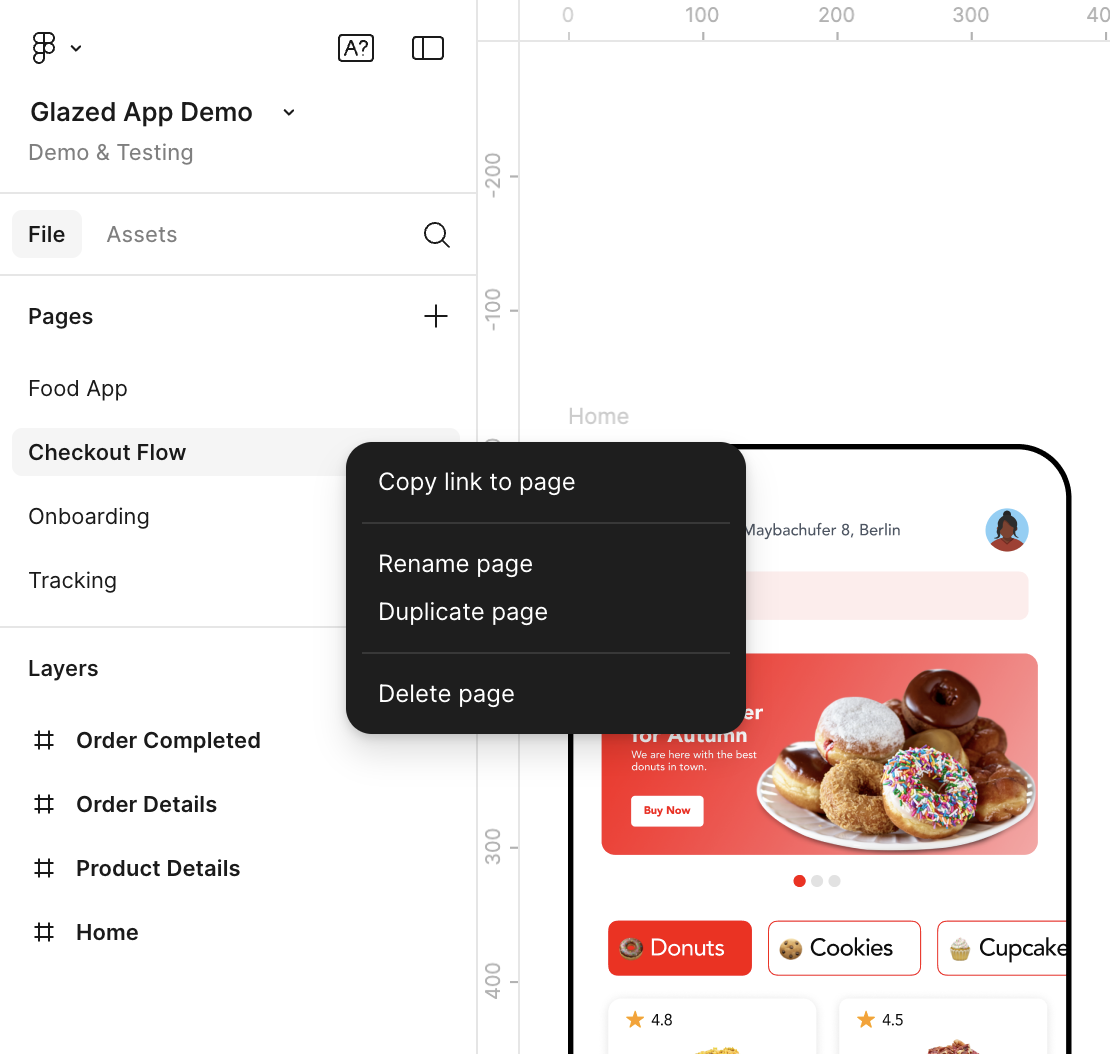 A?
Glazed App Demo
Demo & Testing
File Assets
Pages
Food App
Checkout Flow
Onboarding
Tracking
Layers
Order Completed
Order Details
Product Details
Home
0 100 200 300 40
-200
-100
300
400
Home
Copy link to page
Rename page
Duplicate page
Delete page
Maybachufer 8, Berlin
er
for Autumn
We are here with the best
donuts in town.
Buy Now
Donuts Cookies Cupcake
4.8 4.5